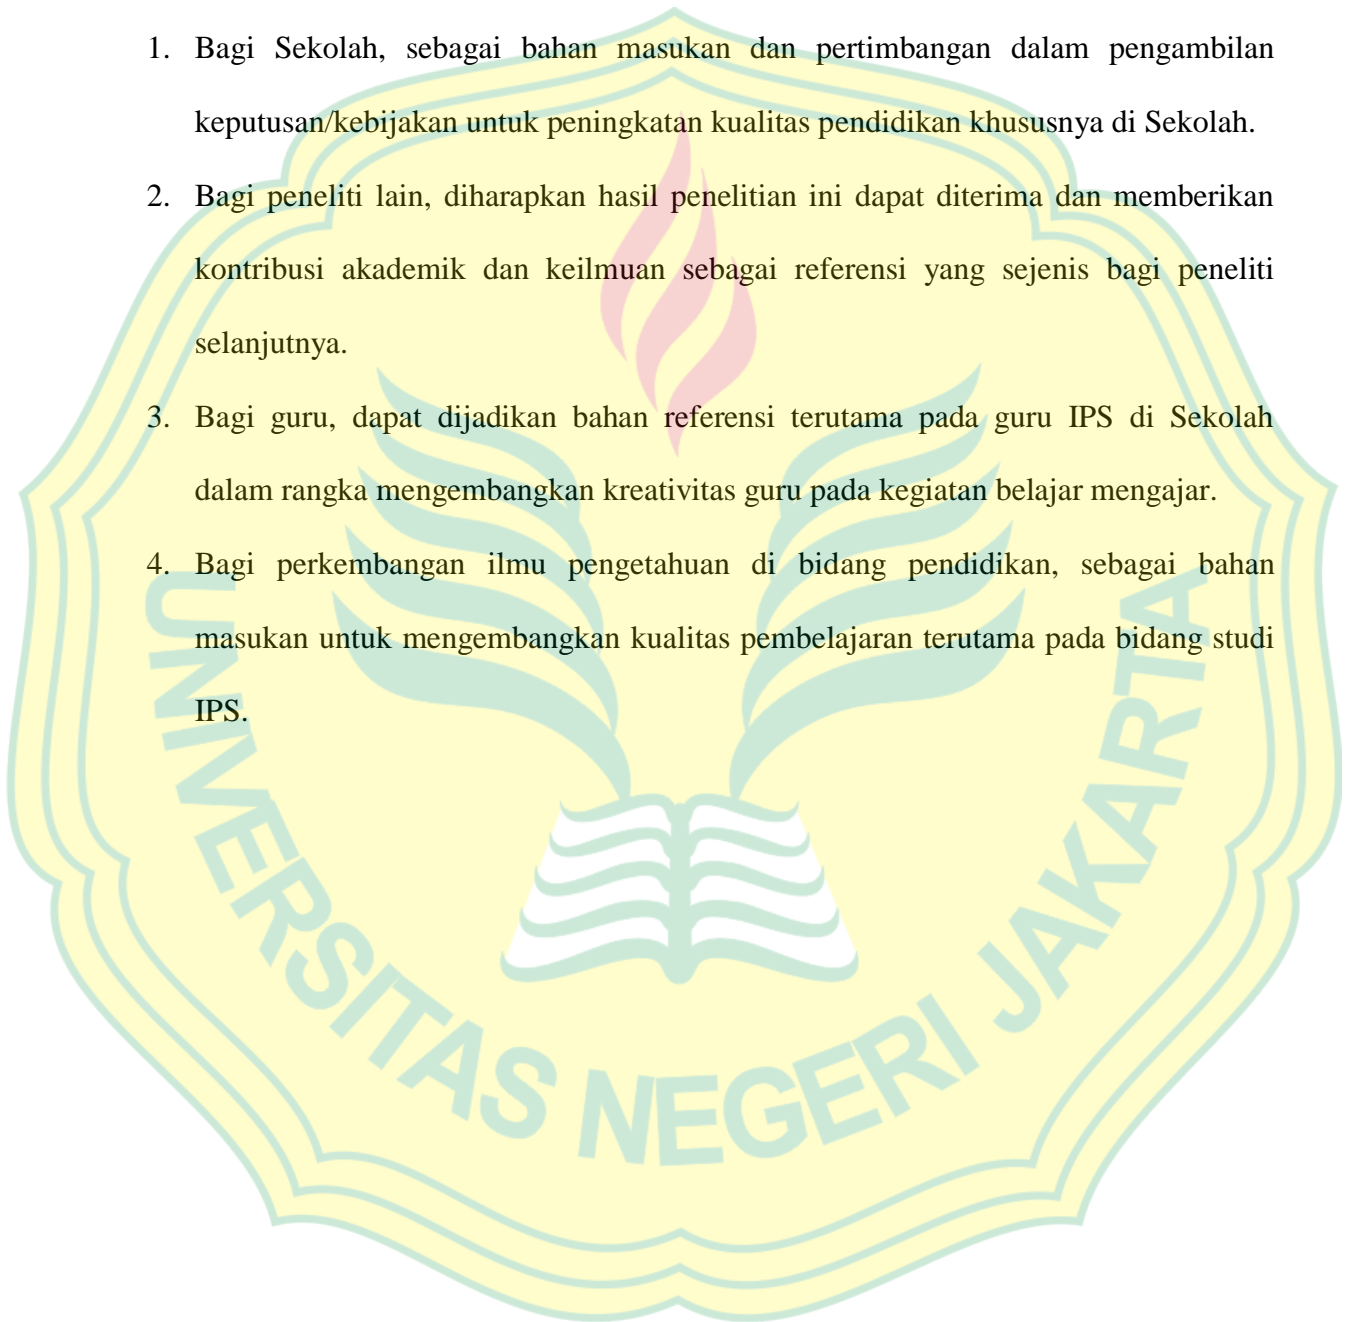 1. Bagi Sekolah, sebagai bahan masukan dan pertimbangan dalam pengambilan
keputusan/kebijakan untuk peningkatan kualitas pendidikan khususnya di Sekolah.
2. Bagi peneliti lain, diharapkan hasil penelitian ini dapat diterima dan memberikan
kontribusi akademik dan keilmuan sebagai referensi yang sejenis bagi peneliti
selanjutnya.
3. Bagi guru, dapat dijadikan bahan referensi terutama pada guru IPS di Sekolah
dalam rangka mengembangkan kreativitas guru pada kegiatan belajar mengajar.
4. Bagi perkembangan ilmu pengetahuan di bidang pendidikan, sebagai bahan
masukan untuk mengembangkan kualitas pembelajaran terutama pada bidang studi
IPS.
UNIVERSITAS NEGERI JAKARTA